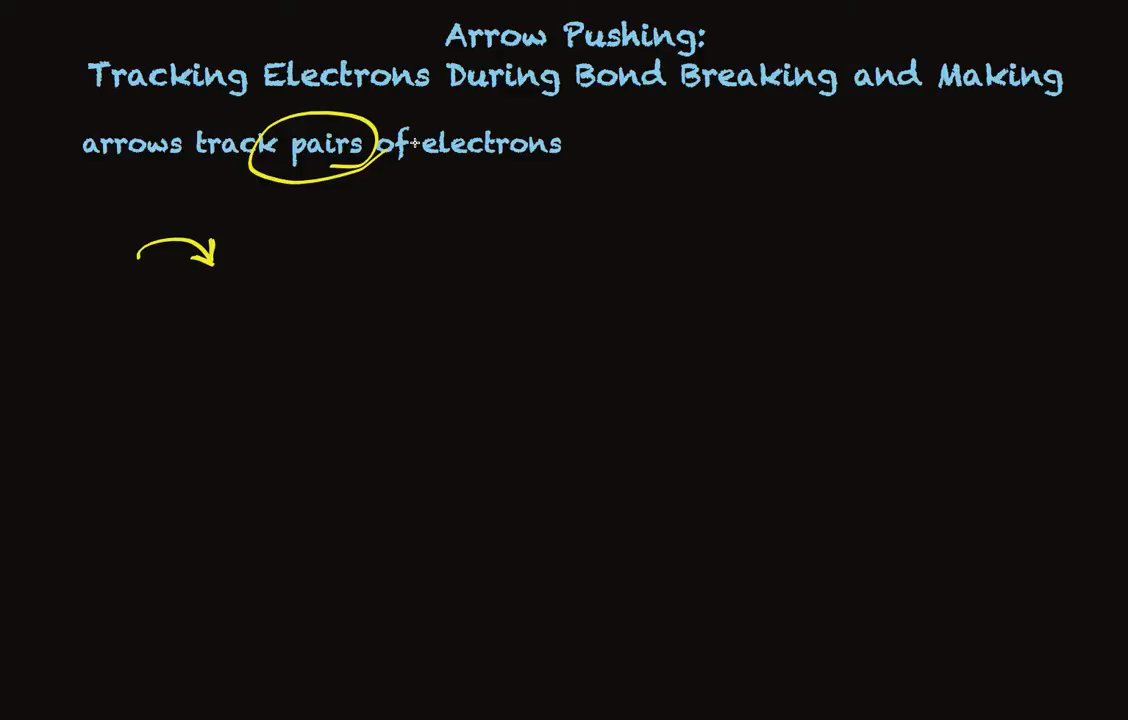 Arrow Pushing:
Tracking Electrons During Bond Breaking and Making
arrows track pairs of electrons